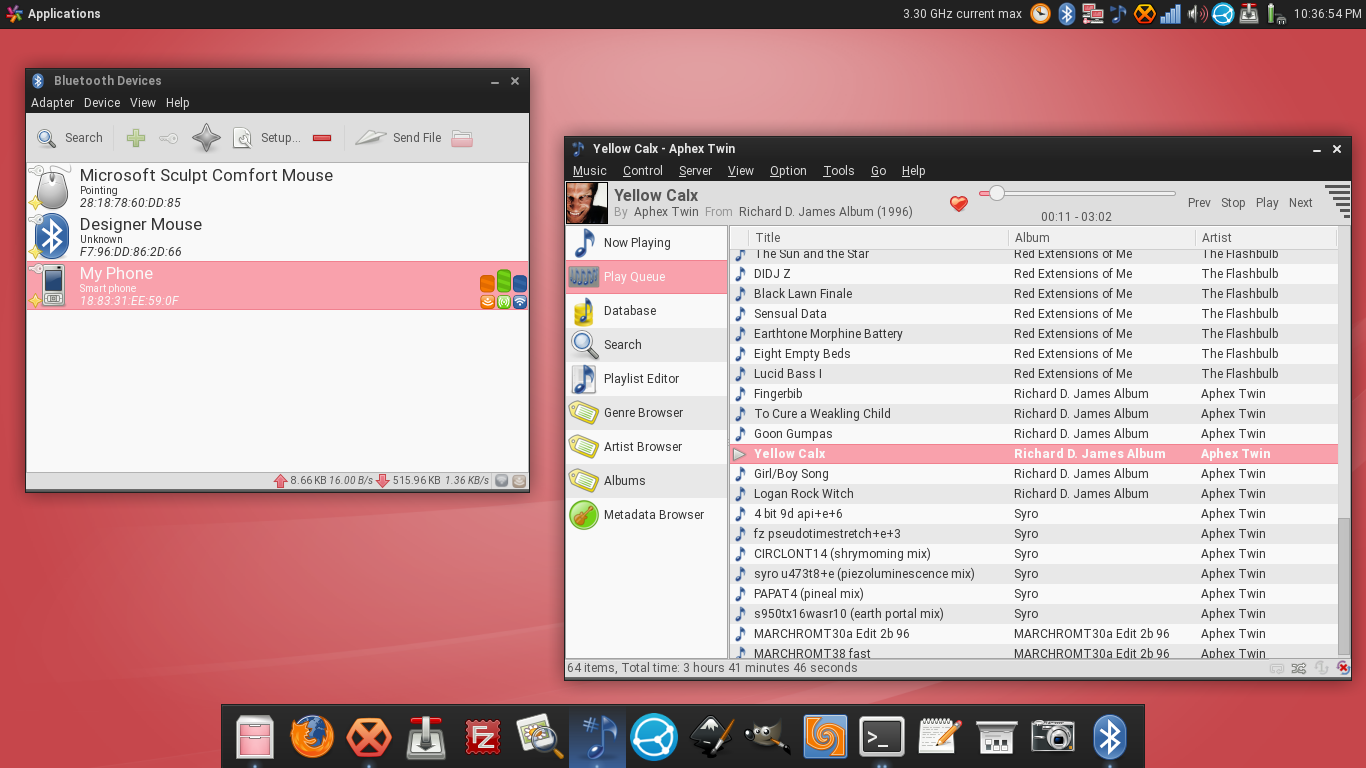 Applications
3.30 GHz current max
10:36:54 PM
Bluetooth Devices
Adapter Device View Help
Search Setup... Send File
Microsoft Sculpt Comfort Mouse
Pointing
28:18:78:60:DD:85
Designer Mouse
Unknown
F7:96:DD:86:2D:66
My Phone
Smart phone
18:83:31:EE:59:0F
8.66 KB 16.00 B/s 515.96 KB 1.36 KB/s
Yellow Calx - Aphex Twin
Music Control Server View Option Tools Go Help
Yellow Calx
By Aphex Twin From Richard D. James Album (1996)
00:11 - 03:02
Prev Stop Play Next
Now Playing
Play Queue
Database
Search
Playlist Editor
Genre Browser
Artist Browser
Albums
Metadata Browser
Title Album Artist
The Sun and the Star Red Extensions of Me The Flashbulb
DIDJ Z Red Extensions of Me The Flashbulb
Black Lawn Finale Red Extensions of Me The Flashbulb
Sensual Data Red Extensions of Me The Flashbulb
Earthtone Morphine Battery Red Extensions of Me The Flashbulb
Eight Empty Beds Red Extensions of Me The Flashbulb
Lucid Bass I Red Extensions of Me The Flashbulb
Fingerbib Richard D. James Album Aphex Twin
To Cure a Weakling Child Richard D. James Album Aphex Twin
Goon Gumpas Richard D. James Album Aphex Twin
Yellow Calx Richard D. James Album Aphex Twin
Girl/Boy Song Richard D. James Album Aphex Twin
Logan Rock Witch Richard D. James Album Aphex Twin
4 bit 9d api+e+6 Syro Aphex Twin
fz pseudotimestretch+e+3 Syro Aphex Twin
CIRCLONT14 (shrymoming mix) Syro Aphex Twin
syro u473t8+e (piezoluminescence mix) Syro Aphex Twin
PAPAT4 (pineal mix) Syro Aphex Twin
s950tx16wasr10 (earth portal mix) Syro Aphex Twin
MARCHROMT30a Edit 2b 96 MARCHROMT30a Edit 2b 96 Aphex Twin
MARCHROMT38 fast MARCHROMT30a Edit 2b 96 Aphex Twin
64 items, Total time: 3 hours 41 minutes 46 seconds
FZ
#
>_